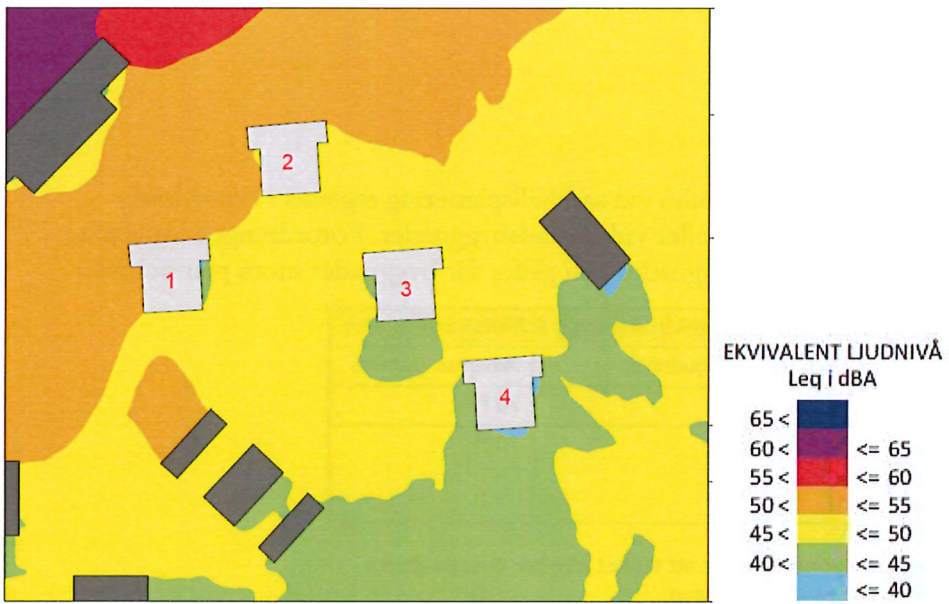 2
1
3
4
EKVIVALENT LJUDNIVÅ
Leq i dBA
65 <
60 < <= 65
55 < <= 60
50 < <= 55
45 < <= 50
40 < <= 45
<= 40